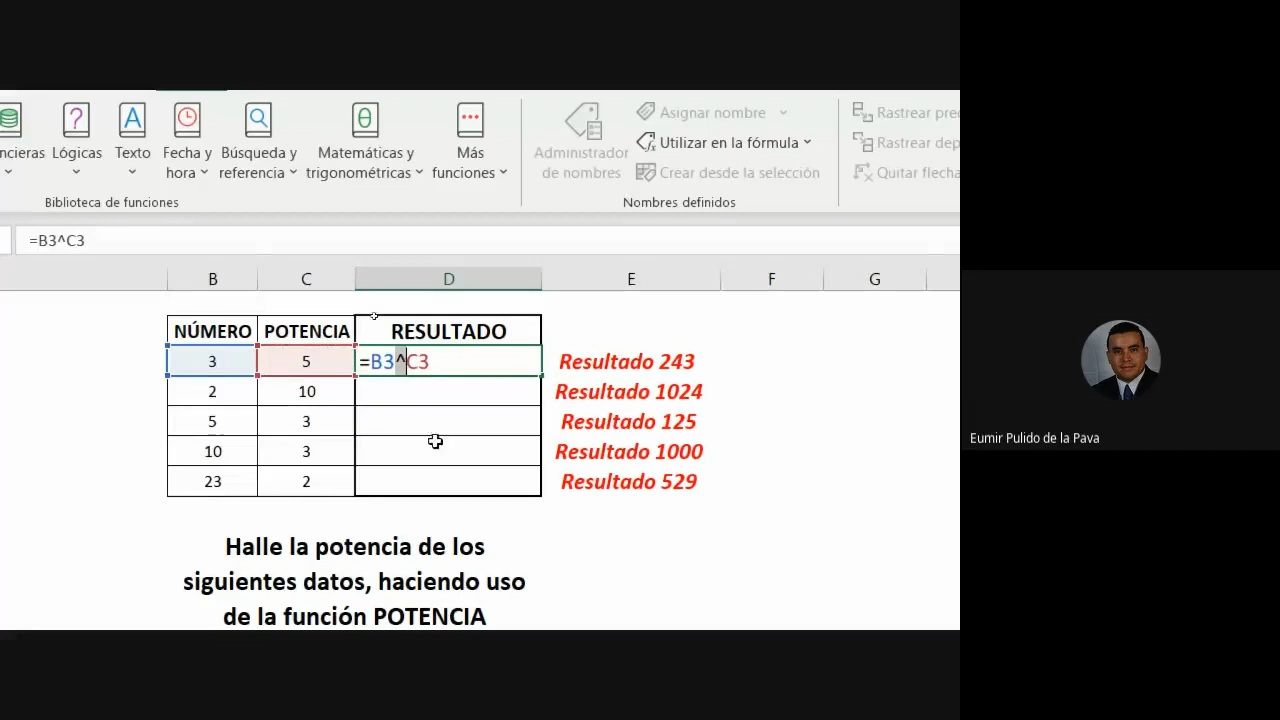 ncieras Lógicas Texto Fecha y hora Búsqueda y referencia Matemáticas y trigonométricas Más funciones
Biblioteca de funciones
Administrador de nombres
Asignar nombre
Utilizar en la fórmula
Crear desde la selección
Nombres definidos
Rastrear prec
Rastrear dep
Quitar flecha
=B3^C3
B C D E F G
NÚMERO POTENCIA RESULTADO
3 5 =B3^C3 Resultado 243
2 10 Resultado 1024
5 3 Resultado 125
10 3 Resultado 1000
23 2 Resultado 529
Halle la potencia de los
siguientes datos, haciendo uso
de la función POTENCIA
Eumir Pulido de la Pava